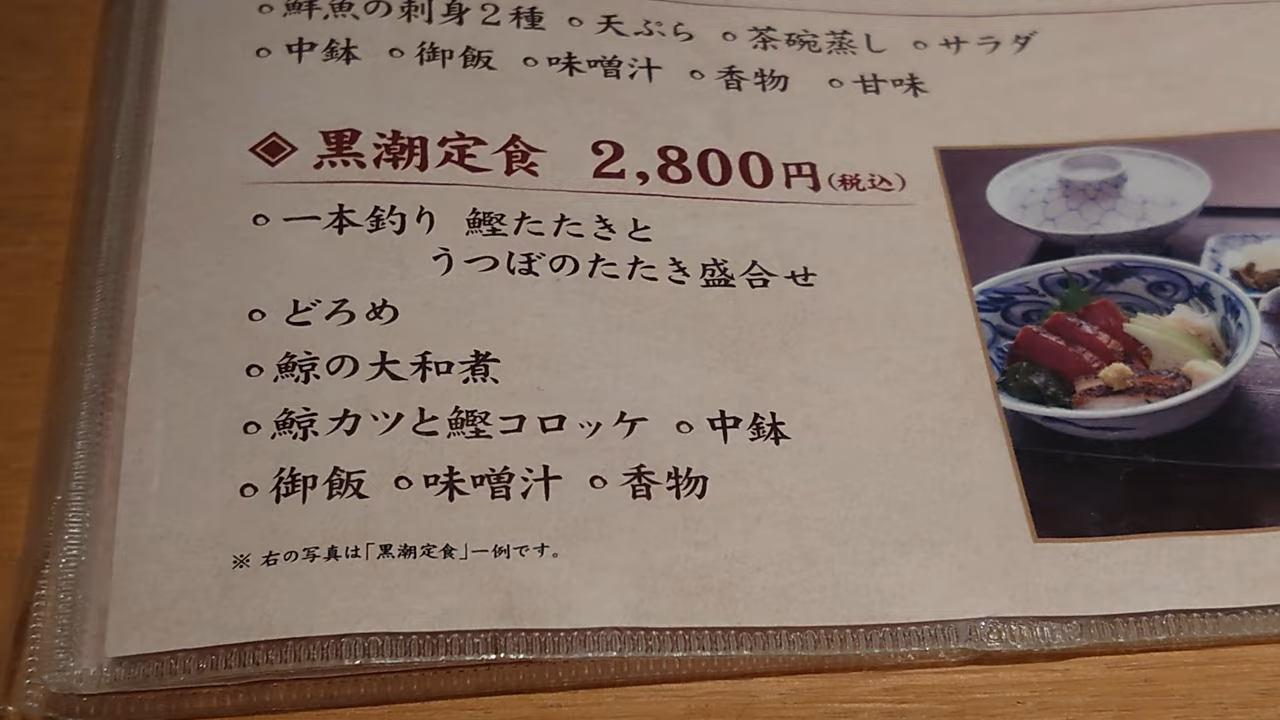 ○鮮魚の刺身２種 ○天ぷら ○茶碗蒸し ○サラダ
○中鉢 ○御飯 ○味噌汁 ○香物 ○甘味
◈黒潮定食 2,800円(税込)
○一本釣り 鰹たたきと
うつぼのたたき盛合せ
○どろめ
○鯨の大和煮
○鯨カツと鰹コロッケ ○中鉢
○御飯 ○味噌汁 ○香物
※ 右の写真は「黒潮定食」一例です。